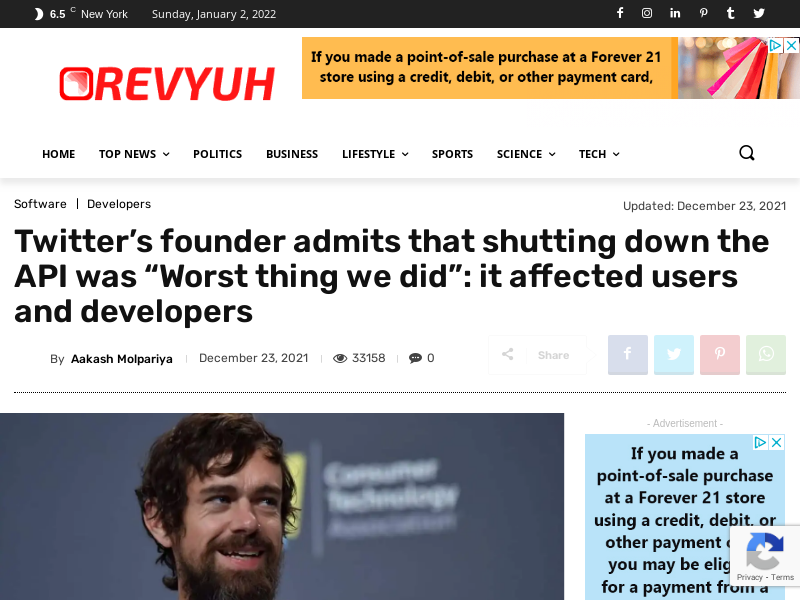 6.5 C New York Sunday, January 2, 2022
REVYUH
If you made a point-of-sale purchase at a Forever 21
store using a credit, debit, or other payment card,
HOME TOP NEWS POLITICS BUSINESS LIFESTYLE SPORTS SCIENCE TECH
Software | Developers
Updated: December 23, 2021
Twitter’s founder admits that shutting down the
API was “Worst thing we did”: it affected users
and developers
By Aakash Molpariya December 23, 2021 33158 0
Share
Consumer
Technology
Association
- Advertisement -
If you made a
point-of-sale purchase
at a Forever 21 store
using a credit, debit, or
other payment
you may be
for a payment from a
Privacy - Terms